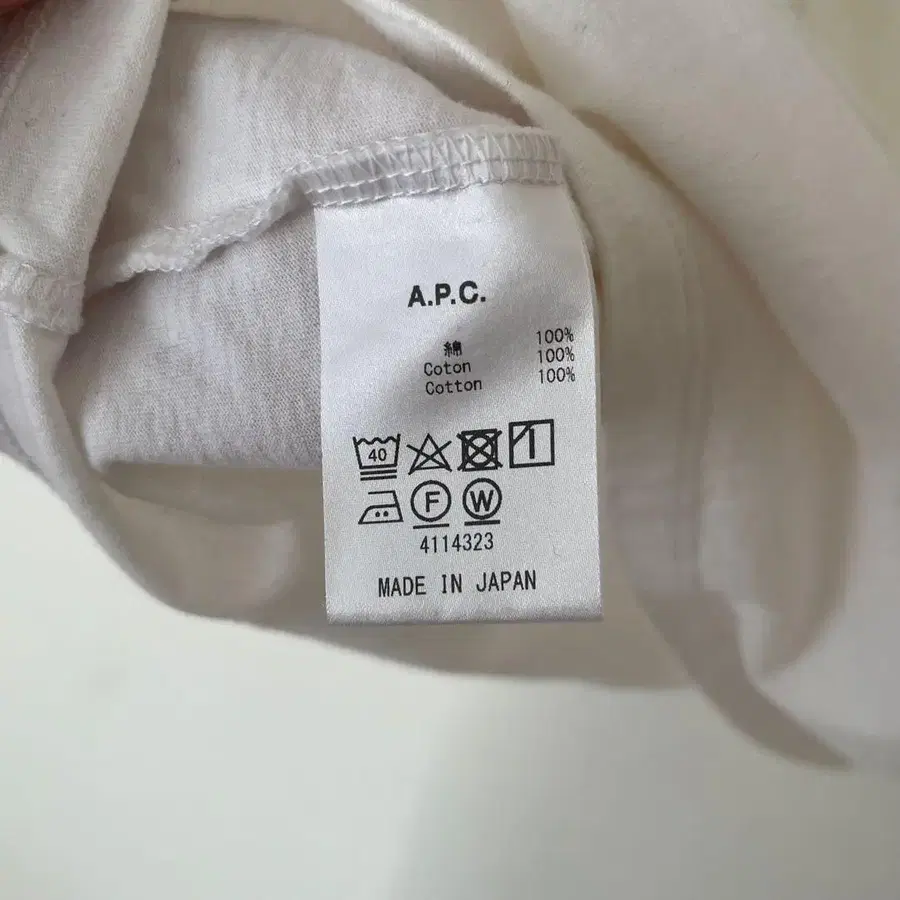 A.P.C.
綿 100%
Coton 100%
Cotton 100%
40
F W
4114323
MADE IN JAPAN